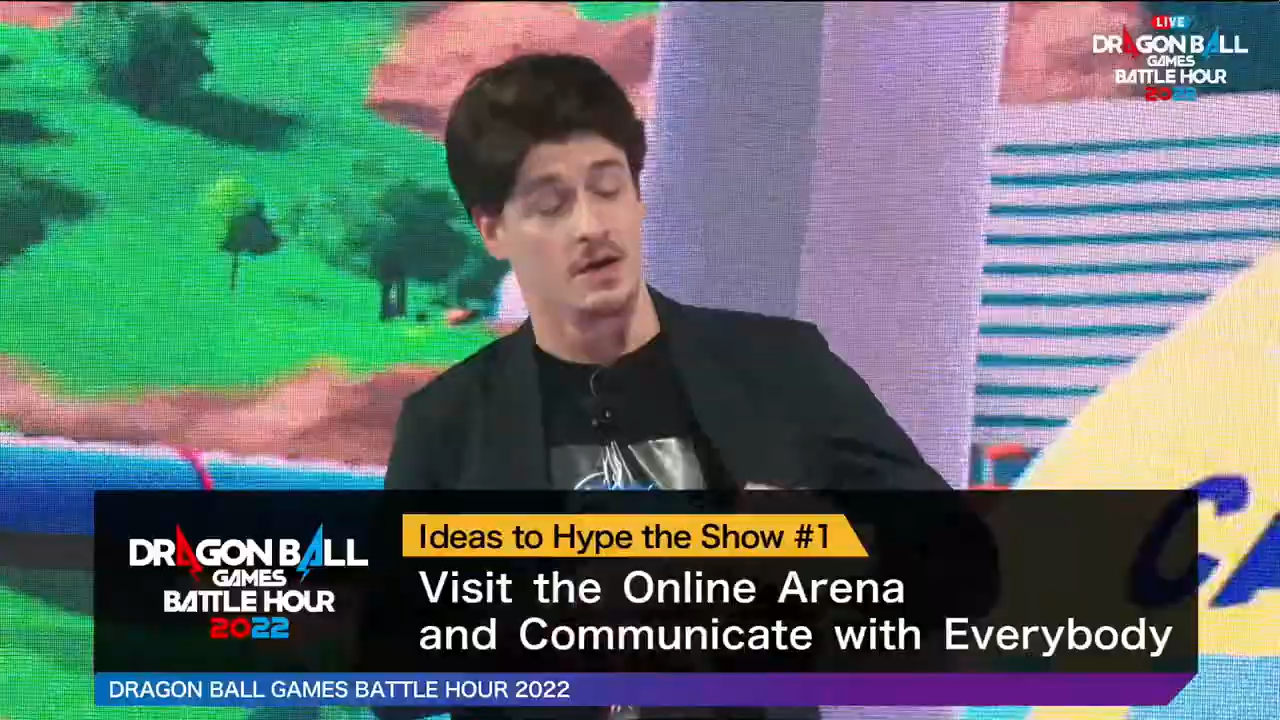 LIVE
DRAGON BALL
GAMES
BATTLE HOUR
2022
DRAGON BALL
GAMES
BATTLE HOUR
2022
Ideas to Hype the Show #1
Visit the Online Arena
and Communicate with Everybody
DRAGON BALL GAMES BATTLE HOUR 2022